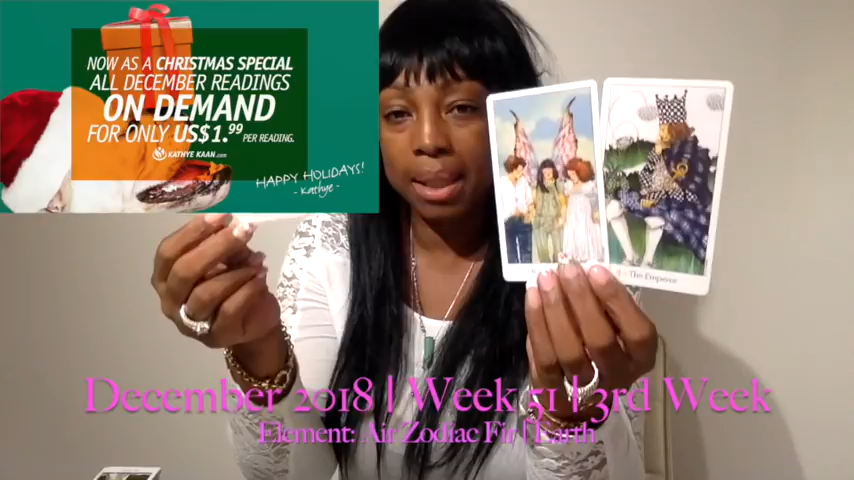 NOW AS A CHRISTMAS SPECIAL
ALL DECEMBER READINGS
ON DEMAND
FOR ONLY US$1.99 PER READING.
KATHYE KAAN.com
HAPPY HOLIDAYS!
- Kathye -
The Emperor
December 2018 | Week 51 | 3rd Week
Element: Air Zodiac Fir | Earth